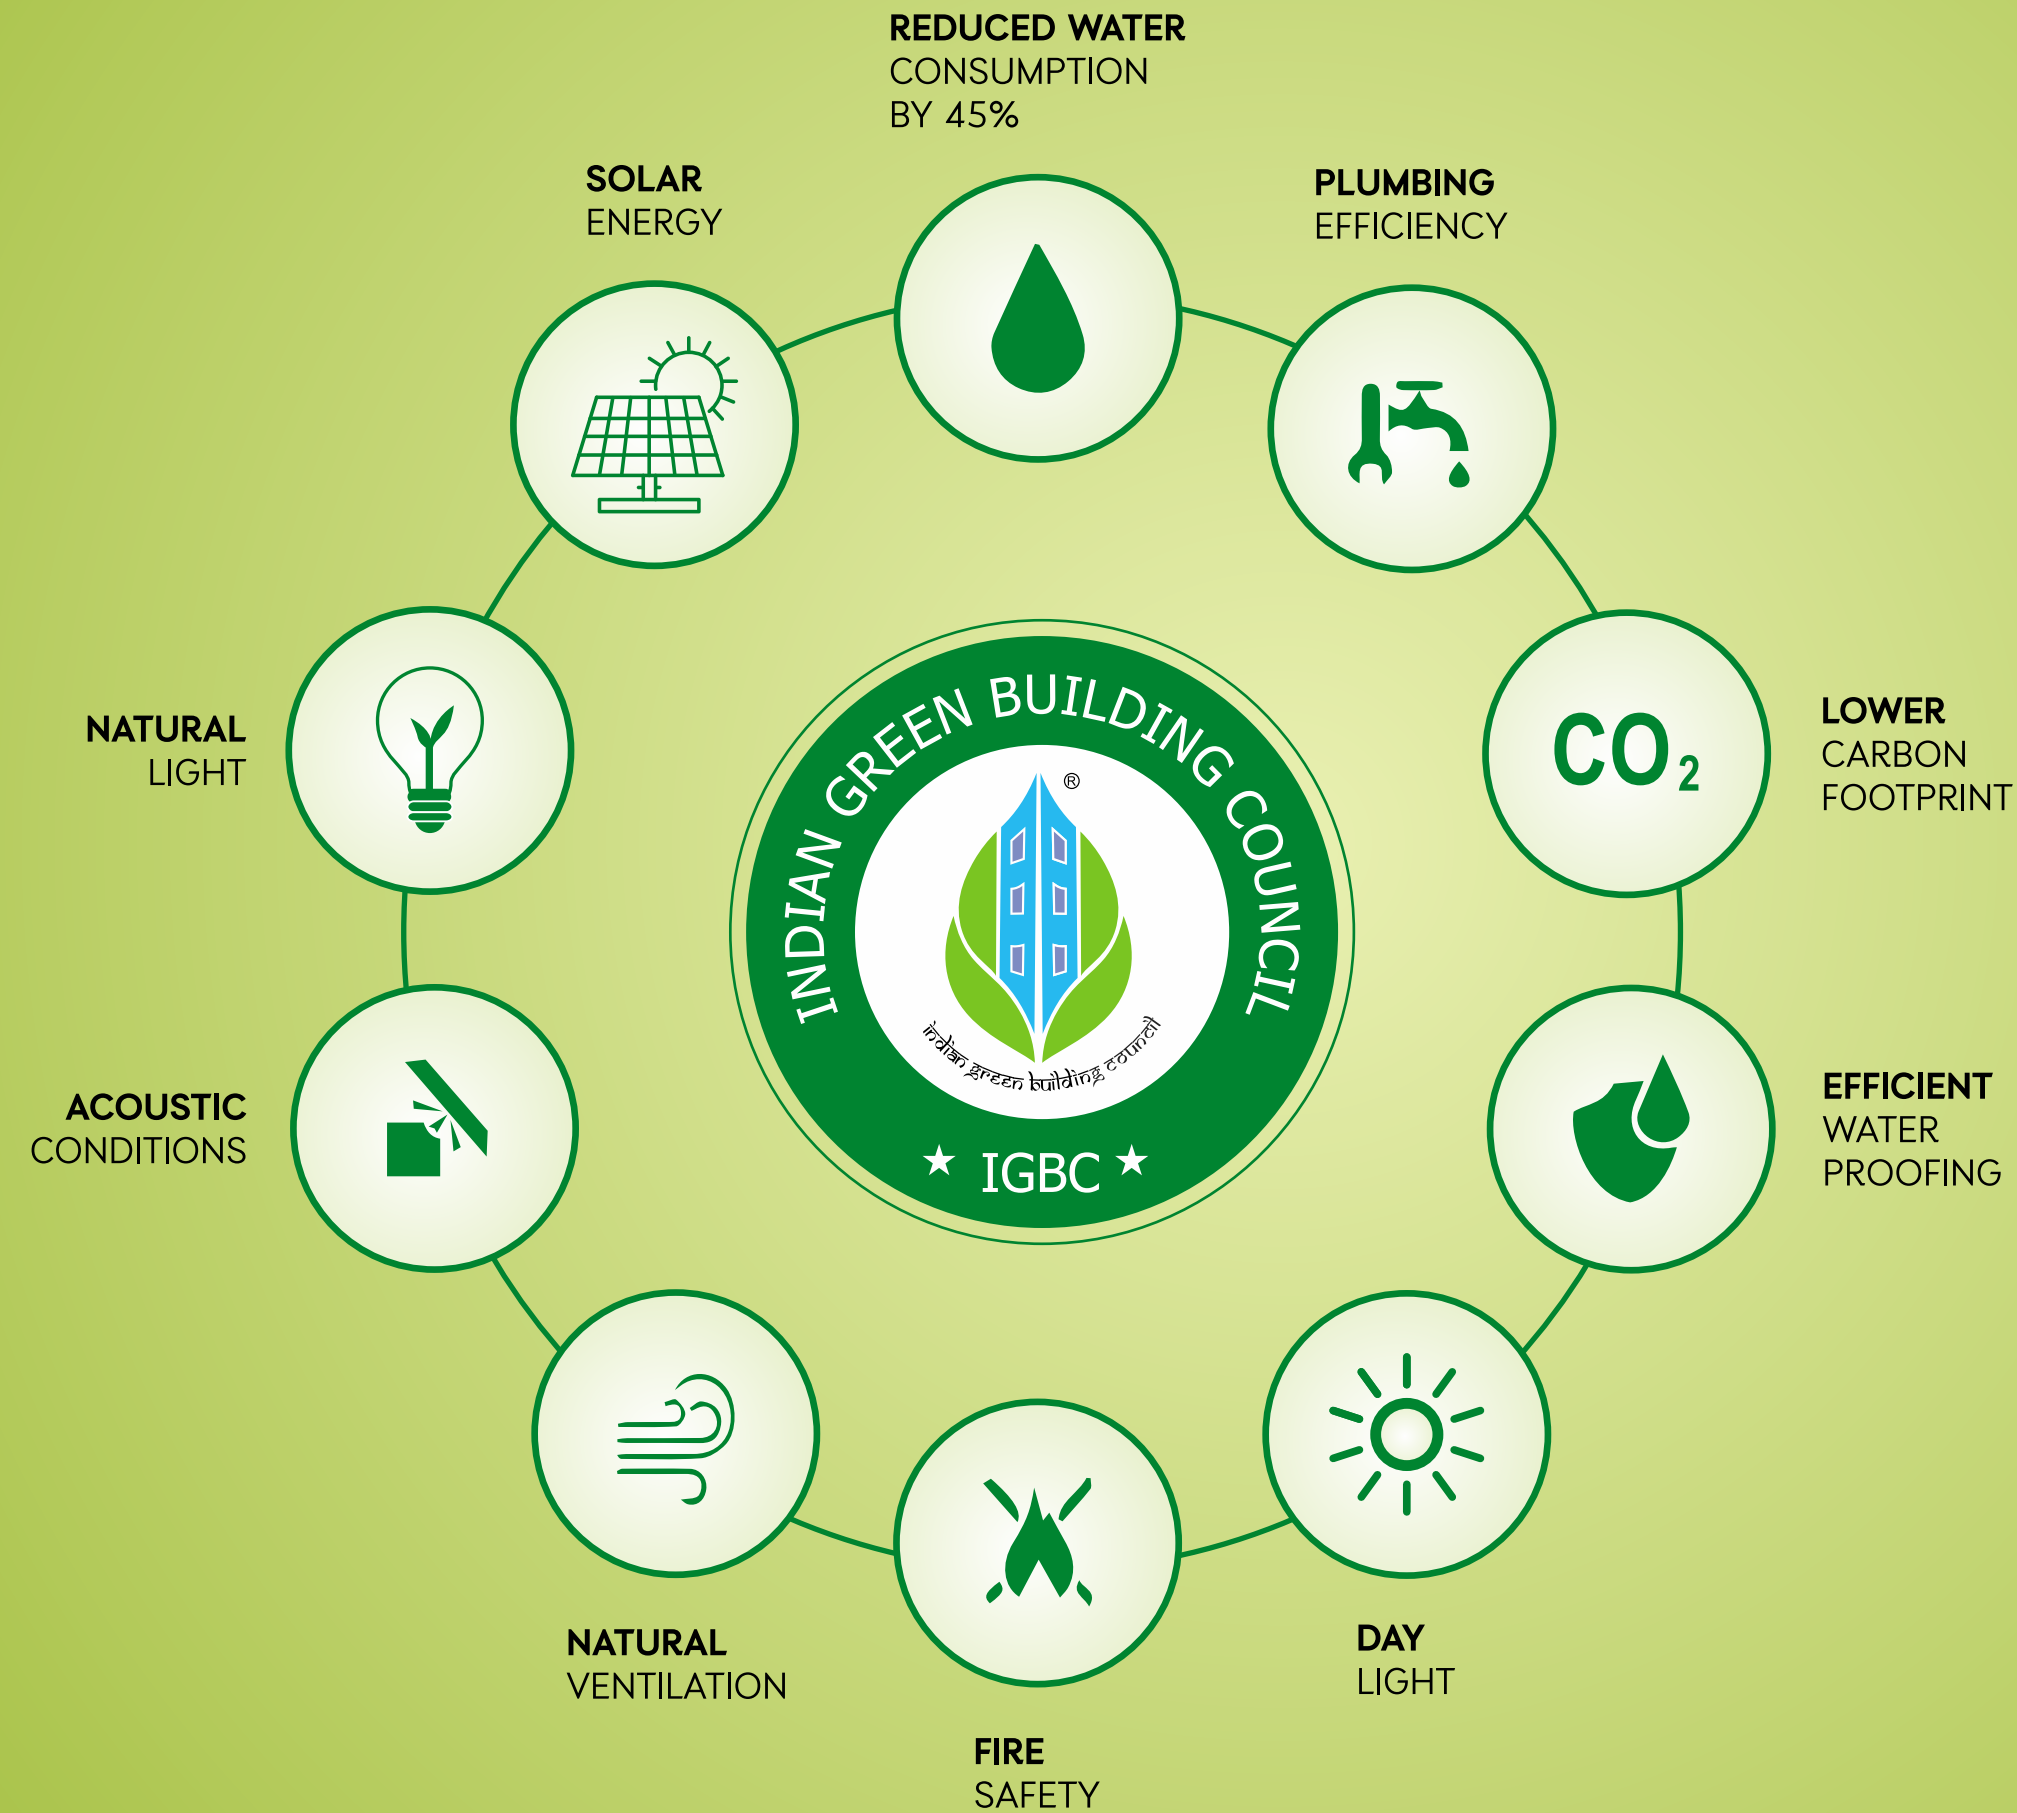 REDUCED WATER
CONSUMPTION
BY 45%
SOLAR
ENERGY
PLUMBING
EFFICIENCY
NATURAL
LIGHT
CO₂
LOWER
CARBON
FOOTPRINT
INDIAN GREEN BUILDING COUNCIL
®
indian green building council
★ IGBC ★
ACOUSTIC
CONDITIONS
EFFICIENT
WATER
PROOFING
NATURAL
VENTILATION
DAY
LIGHT
FIRE
SAFETY